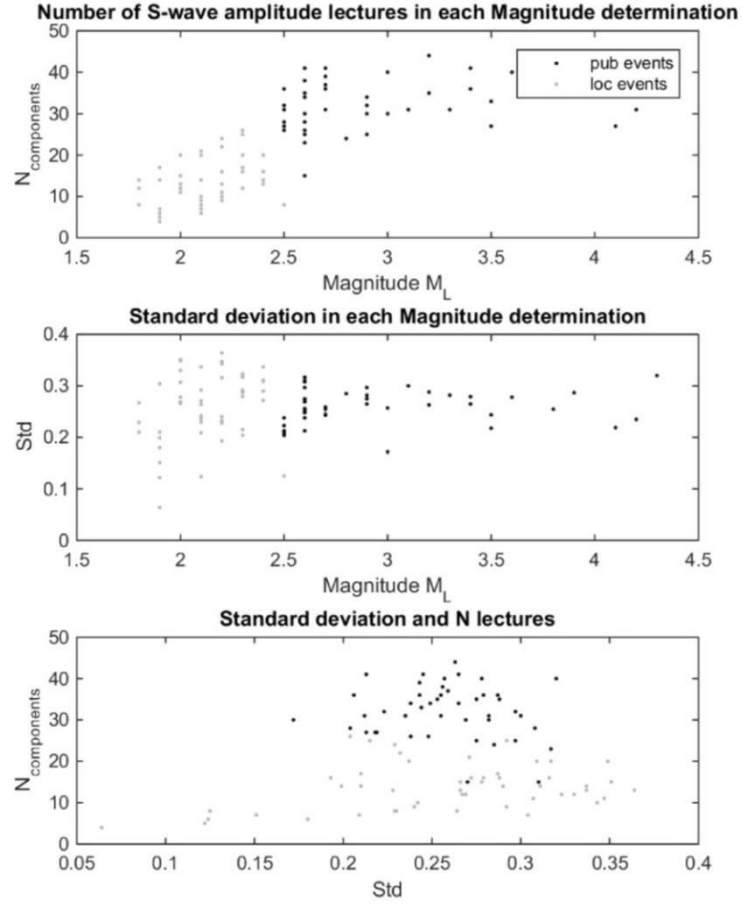 Number of S-wave amplitude lectures in each Magnitude determination
50
40
30
20
10
0
N_components
pub events
loc events
1.5 2 2.5 3 3.5 4 4.5
Magnitude M_L
Standard deviation in each Magnitude determination
0.4
0.3
0.2
0.1
0
Std
1.5 2 2.5 3 3.5 4 4.5
Magnitude M_L
Standard deviation and N lectures
50
40
30
20
10
0
N_components
0.05 0.1 0.15 0.2 0.25 0.3 0.35 0.4
Std